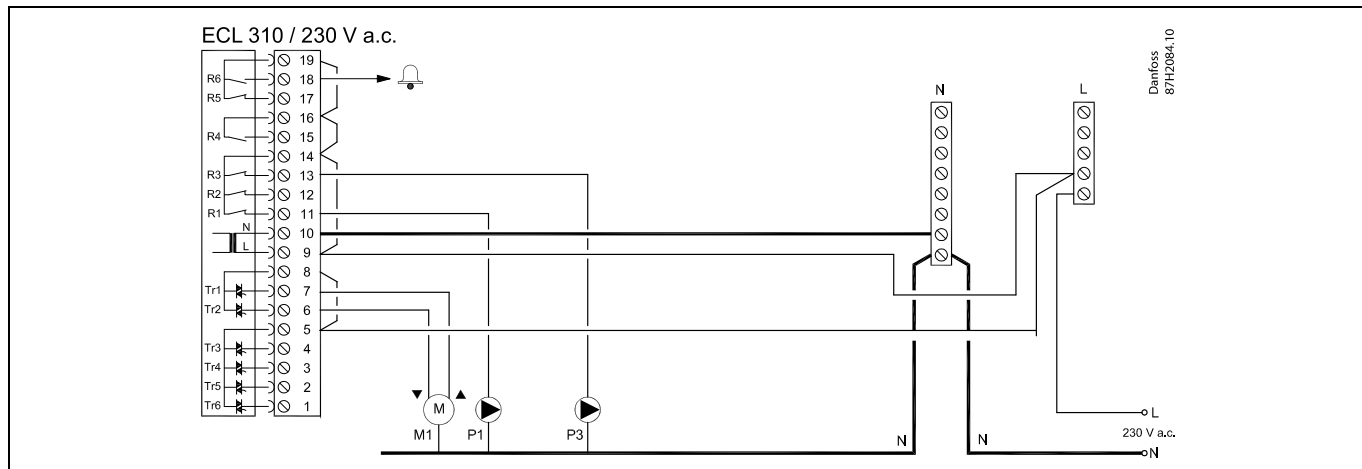 ECL 310 / 230 V a.c.
19
R6 18
R5 17
16
R4 15
14
R3 13
R2 12
R1 11
N 10
L 9
8
Tr1 7
Tr2 6
5
Tr3 4
Tr4 3
Tr5 2
Tr6 1
M
M1
P1
P3
N
L
N
N
L
230 V a.c.
N
Danfoss
87H2084.10